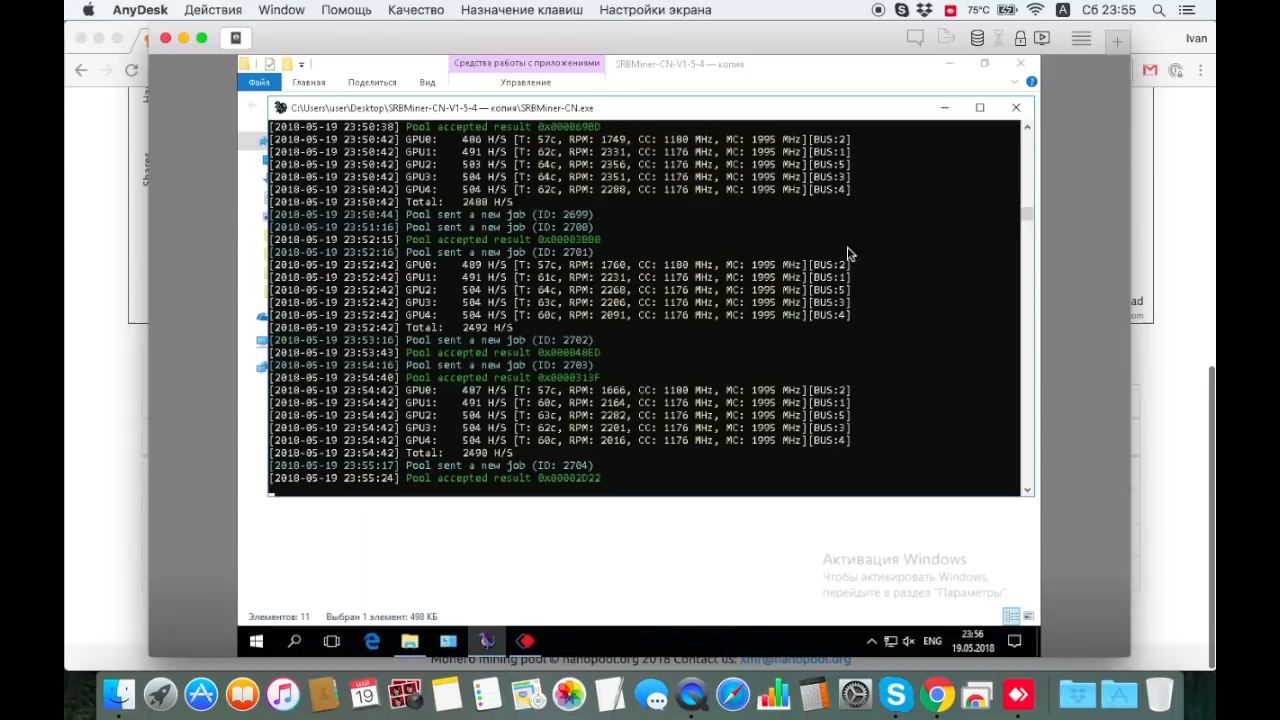 AnyDesk Действия Window Помощь Качество Назначение клавиш Настройки экрана 75°C A Сб 23:55
Ivan
Средства работы с приложениями SRBMiner-CN-V1-5-4 — копия
Файл Главная Поделиться Вид Управление
C:\Users\user\Desktop\SRBMiner-CN-V1-5-4 — копия\SRBMiner-CN.exe
[2018-05-19 23:50:38] Pool accepted result 0x0000698D
[2018-05-19 23:50:42] GPU0: 486 H/S [T: 57c, RPM: 1749, CC: 1180 MHz, MC: 1995 MHz][BUS:2]
[2018-05-19 23:50:42] GPU1: 491 H/S [T: 62c, RPM: 2331, CC: 1176 MHz, MC: 1995 MHz][BUS:1]
[2018-05-19 23:50:42] GPU2: 503 H/S [T: 64c, RPM: 2356, CC: 1176 MHz, MC: 1995 MHz][BUS:5]
[2018-05-19 23:50:42] GPU3: 504 H/S [T: 64c, RPM: 2351, CC: 1176 MHz, MC: 1995 MHz][BUS:3]
[2018-05-19 23:50:42] GPU4: 504 H/S [T: 62c, RPM: 2288, CC: 1176 MHz, MC: 1995 MHz][BUS:4]
[2018-05-19 23:50:42] Total: 2488 H/S
[2018-05-19 23:50:44] Pool sent a new job (ID: 2699)
[2018-05-19 23:51:16] Pool sent a new job (ID: 2700)
[2018-05-19 23:52:15] Pool accepted result 0x00003BB0
[2018-05-19 23:52:16] Pool sent a new job (ID: 2701)
[2018-05-19 23:52:42] GPU0: 489 H/S [T: 57c, RPM: 1760, CC: 1180 MHz, MC: 1995 MHz][BUS:2]
[2018-05-19 23:52:42] GPU1: 491 H/S [T: 61c, RPM: 2231, CC: 1176 MHz, MC: 1995 MHz][BUS:1]
[2018-05-19 23:52:42] GPU2: 504 H/S [T: 64c, RPM: 2268, CC: 1176 MHz, MC: 1995 MHz][BUS:5]
[2018-05-19 23:52:42] GPU3: 504 H/S [T: 63c, RPM: 2206, CC: 1176 MHz, MC: 1995 MHz][BUS:3]
[2018-05-19 23:52:42] GPU4: 504 H/S [T: 60c, RPM: 2091, CC: 1176 MHz, MC: 1995 MHz][BUS:4]
[2018-05-19 23:52:42] Total: 2492 H/S
[2018-05-19 23:53:16] Pool sent a new job (ID: 2702)
[2018-05-19 23:53:43] Pool accepted result 0x000048ED
[2018-05-19 23:54:16] Pool sent a new job (ID: 2703)
[2018-05-19 23:54:40] Pool accepted result 0x0000313F
[2018-05-19 23:54:42] GPU0: 487 H/S [T: 57c, RPM: 1666, CC: 1180 MHz, MC: 1995 MHz][BUS:2]
[2018-05-19 23:54:42] GPU1: 491 H/S [T: 60c, RPM: 2164, CC: 1176 MHz, MC: 1995 MHz][BUS:1]
[2018-05-19 23:54:42] GPU2: 504 H/S [T: 63c, RPM: 2282, CC: 1176 MHz, MC: 1995 MHz][BUS:5]
[2018-05-19 23:54:42] GPU3: 504 H/S [T: 62c, RPM: 2201, CC: 1176 MHz, MC: 1995 MHz][BUS:3]
[2018-05-19 23:54:42] GPU4: 504 H/S [T: 60c, RPM: 2016, CC: 1176 MHz, MC: 1995 MHz][BUS:4]
[2018-05-19 23:54:42] Total: 2490 H/S
[2018-05-19 23:55:17] Pool sent a new job (ID: 2704)
[2018-05-19 23:55:24] Pool accepted result 0x00002D22
Активация Windows
Чтобы активировать Windows,
перейдите в раздел "Параметры".
Элементов: 11 Выбран 1 элемент: 498 КБ
ENG 23:56
19.05.2018
Monero mining pool © nanopool.org 2018 Contact us: xmr@nanopool.org
МАЙ
19